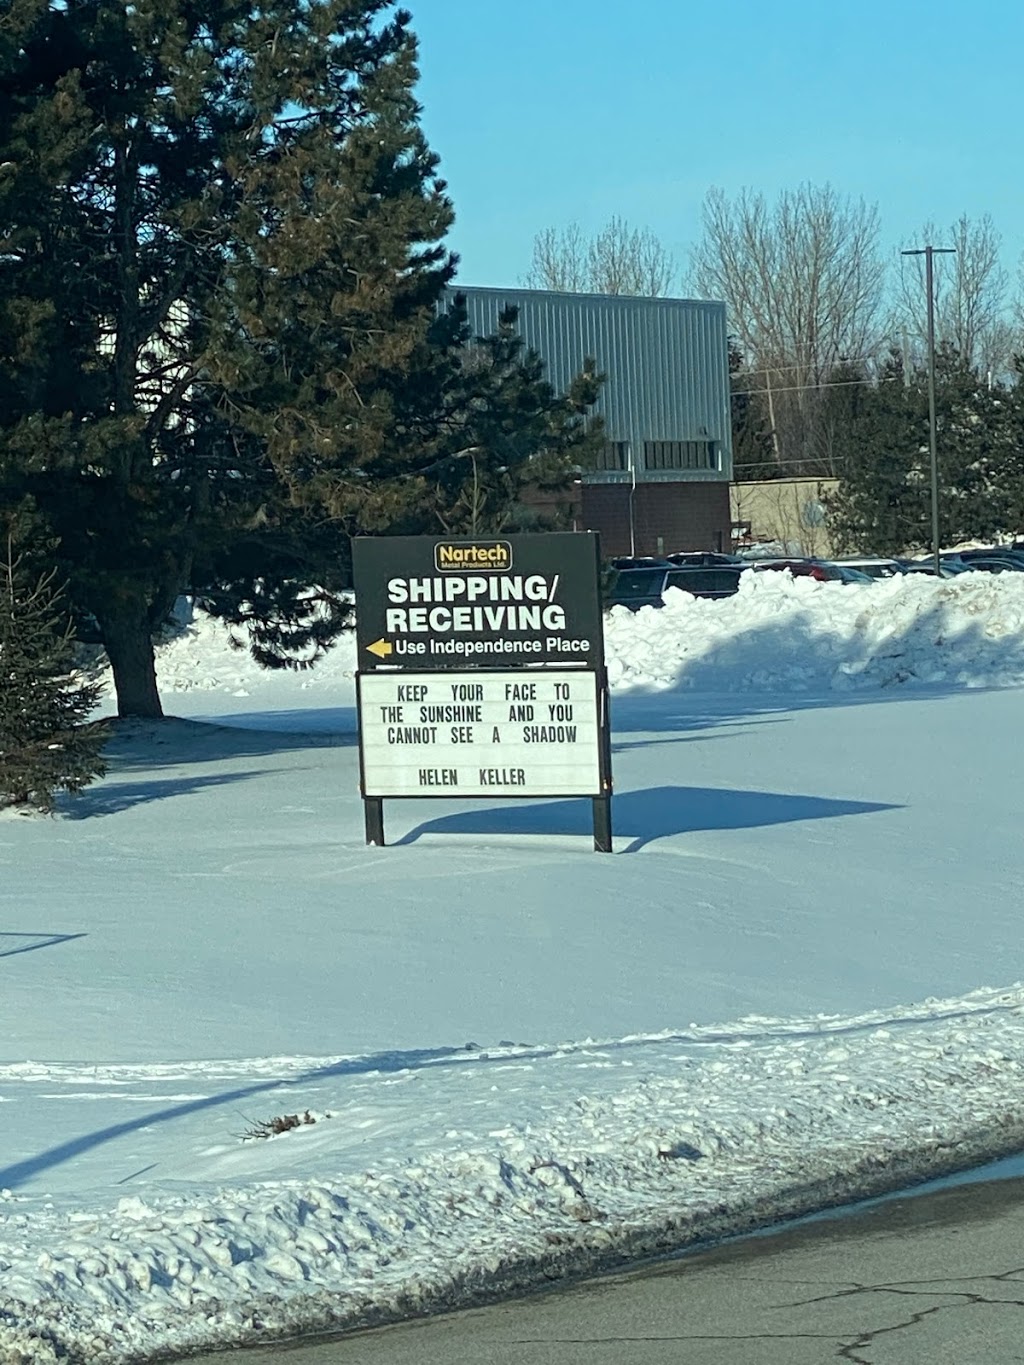 Nartech
Metal Products Ltd.
SHIPPING/
RECEIVING
Use Independence Place
KEEP YOUR FACE TO
THE SUNSHINE AND YOU
CANNOT SEE A SHADOW
HELEN KELLER